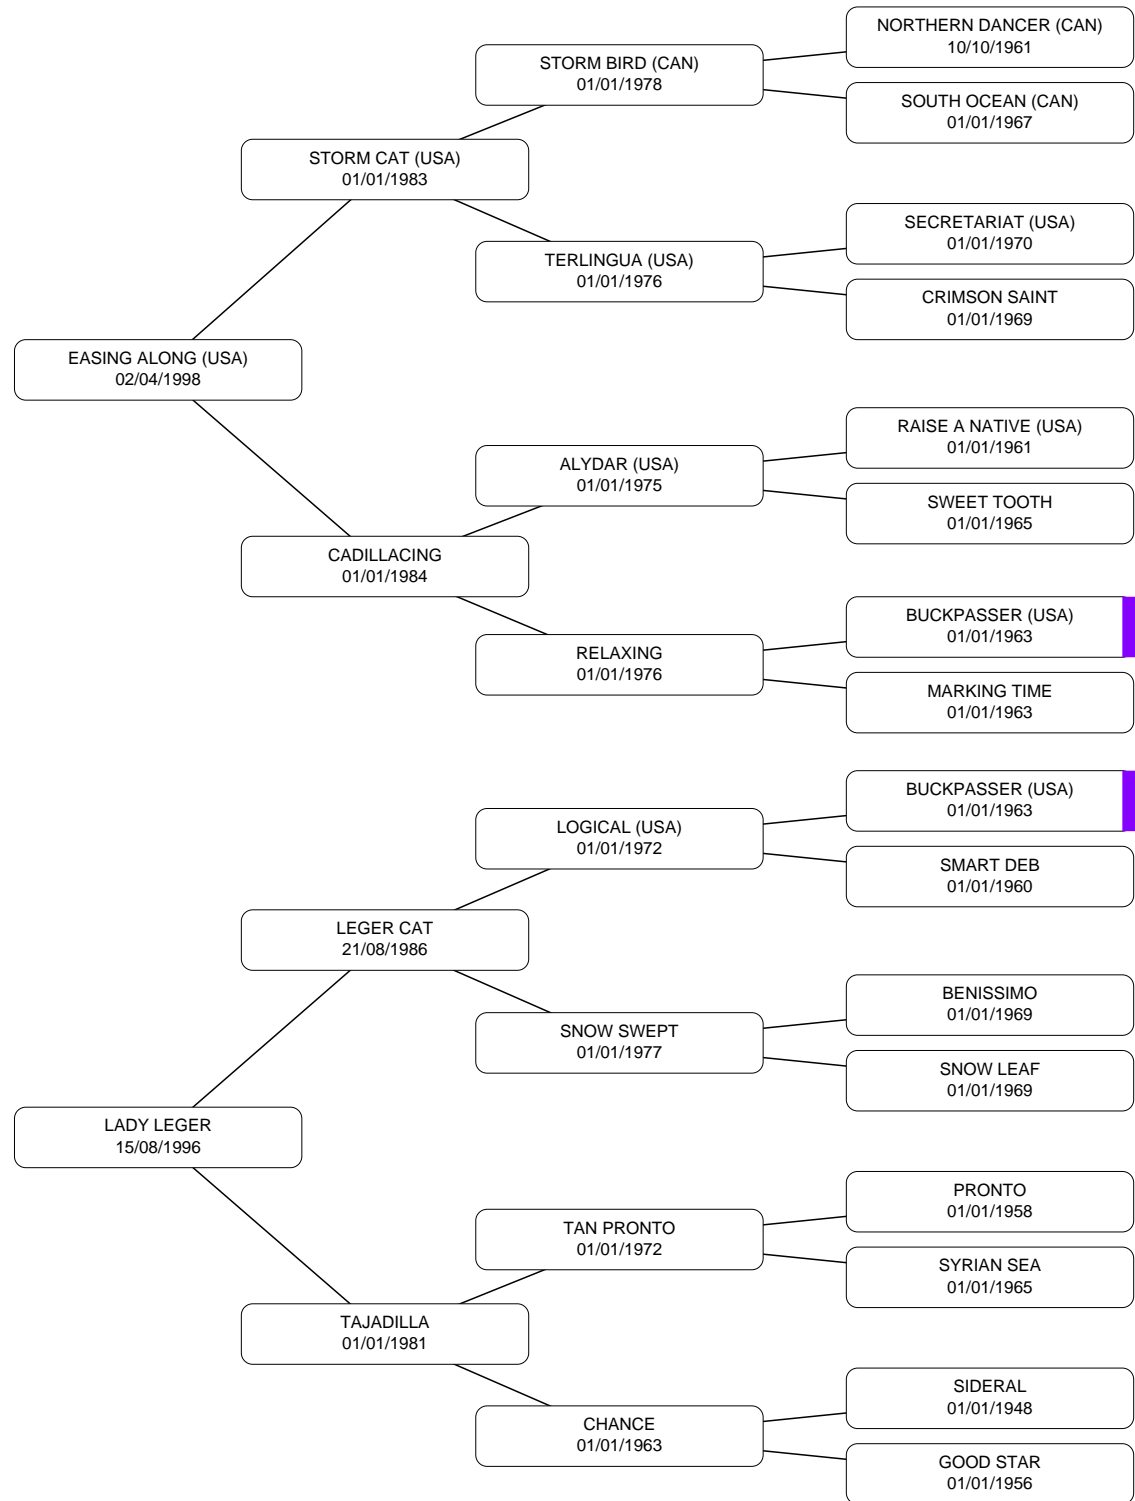 NORTHERN DANCER (CAN)
10/10/1961
STORM BIRD (CAN)
01/01/1978
SOUTH OCEAN (CAN)
01/01/1967
STORM CAT (USA)
01/01/1983
SECRETARIAT (USA)
01/01/1970
TERLINGUA (USA)
01/01/1976
CRIMSON SAINT
01/01/1969
EASING ALONG (USA)
02/04/1998
RAISE A NATIVE (USA)
01/01/1961
ALYDAR (USA)
01/01/1975
SWEET TOOTH
01/01/1965
CADILLACING
01/01/1984
BUCKPASSER (USA)
01/01/1963
RELAXING
01/01/1976
MARKING TIME
01/01/1963
BUCKPASSER (USA)
01/01/1963
LOGICAL (USA)
01/01/1972
SMART DEB
01/01/1960
LEGER CAT
21/08/1986
BENISSIMO
01/01/1969
SNOW SWEPT
01/01/1977
SNOW LEAF
01/01/1969
LADY LEGER
15/08/1996
PRONTO
01/01/1958
TAN PRONTO
01/01/1972
SYRIAN SEA
01/01/1965
TAJADILLA
01/01/1981
SIDERAL
01/01/1948
CHANCE
01/01/1963
GOOD STAR
01/01/1956